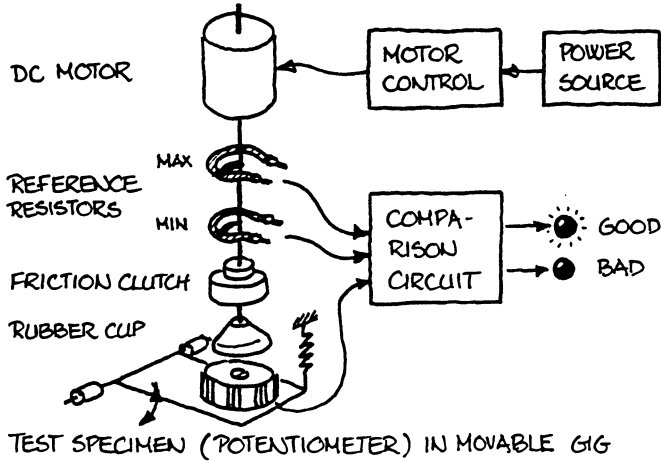 DC MOTOR
MOTOR
CONTROL
POWER
SOURCE
MAX
REFERENCE
RESISTORS
MIN
COMPA-
RISON
CIRCUIT
GOOD
BAD
FRICTION CLUTCH
RUBBER CUP
TEST SPECIMEN (POTENTIOMETER) IN MOVABLE GIG